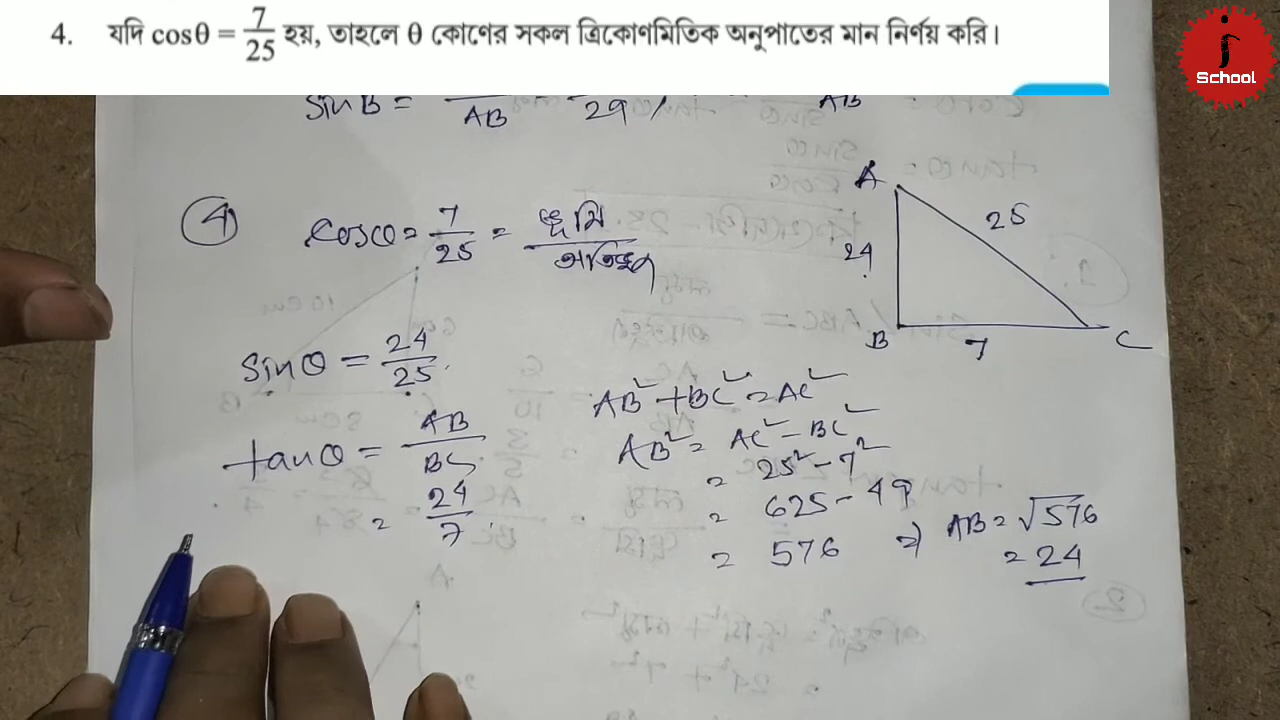 4. যদি cosθ = 7/25 হয়, তাহলে θ কোণের সকল ত্রিকোণমিতিক অনুপাতের মান নির্ণয় করি।
i School
sin B = /AB 29 AB
4 cosθ = 7/25 = ভূমি/অতিভুজ
A
25
24
B 7 C
sinθ = 24/25
tanθ = AB/BC
= 24/7
AB² + BC² = AC²
AB² = AC² - BC²
= 25² - 7²
= 625 - 49
= 576 ⇒ AB = √576
= 24